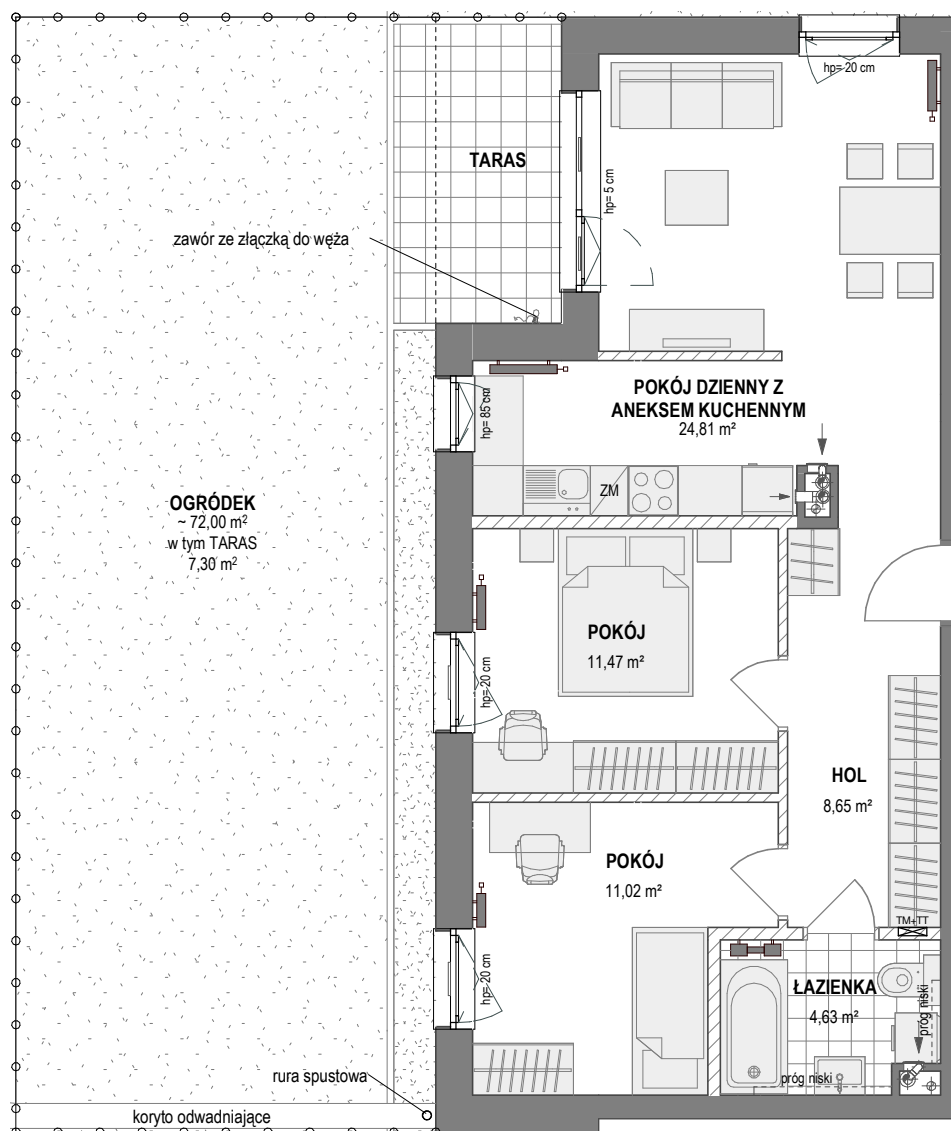 hp=20 cm
TARAS
hp=5 cm
zawór ze złączką do węża
POKÓJ DZIENNY Z
ANEKSEM KUCHENNYM
24,81 m²
hp= 85 cm
ZM
OGRÓDEK
~ 72,00 m²
w tym TARAS
7,30 m²
POKÓJ
11,47 m²
hp=20 cm
HOL
8,65 m²
POKÓJ
11,02 m²
TM+TT
hp=20 cm
ŁAZIENKA
4,63 m²
próg niski
próg niski
rura spustowa
koryto odwadniające